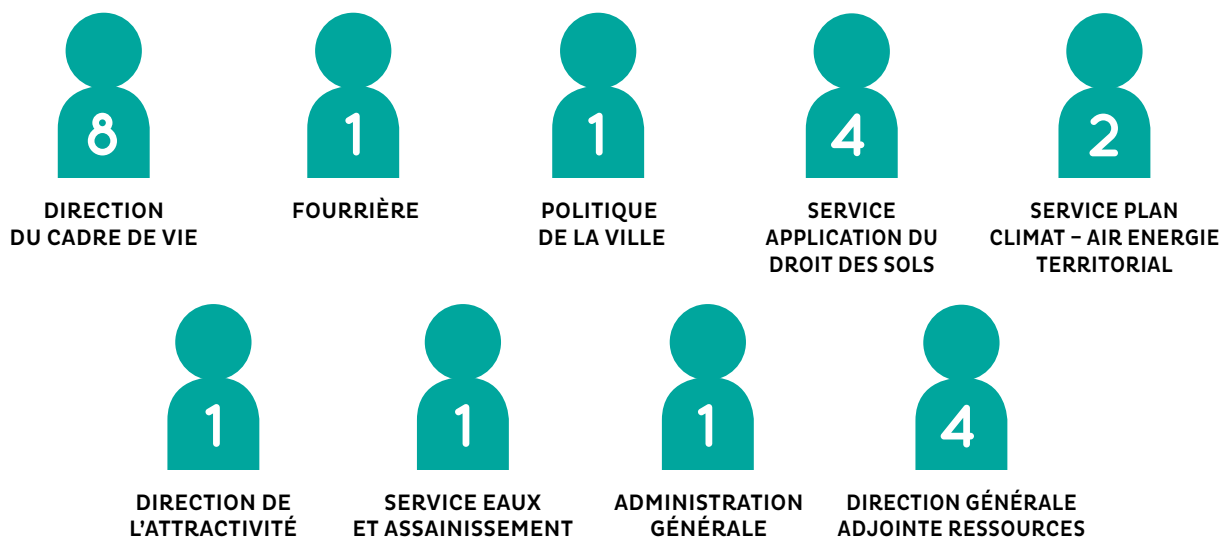 8
DIRECTION
DU CADRE DE VIE
1
FOURRIÈRE
1
POLITIQUE
DE LA VILLE
4
SERVICE
APPLICATION DU
DROIT DES SOLS
2
SERVICE PLAN
CLIMAT – AIR ENERGIE
TERRITORIAL
1
DIRECTION DE
L'ATTRACTIVITÉ
1
SERVICE EAUX
ET ASSAINISSEMENT
1
ADMINISTRATION
GÉNÉRALE
4
DIRECTION GÉNÉRALE
ADJOINTE RESSOURCES